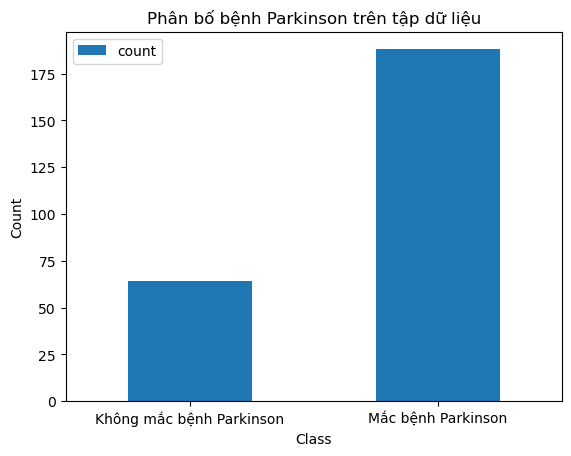 Phân bố bệnh Parkinson trên tập dữ liệu
count
175
150
125
100
75
50
25
0
Count
Không mắc bệnh Parkinson
Mắc bệnh Parkinson
Class